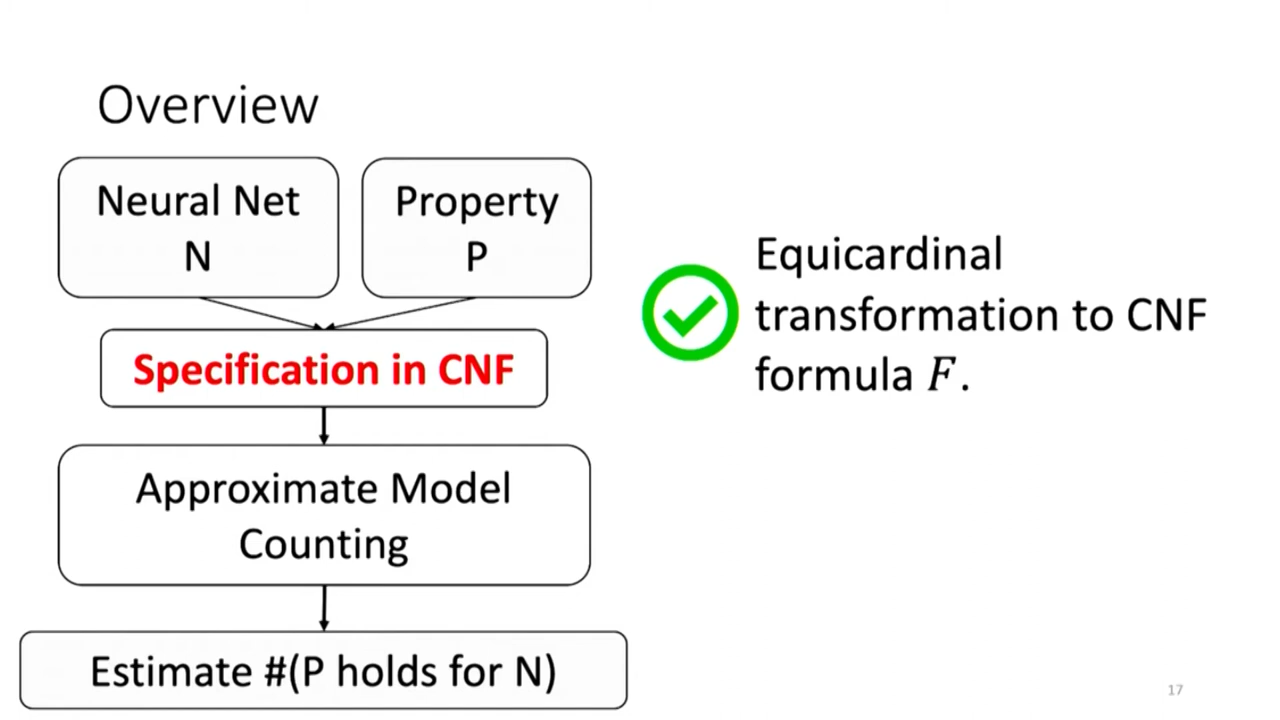 Overview
Neural Net
N
Property
P
Specification in CNF
Approximate Model
Counting
Estimate #(P holds for N)
Equicardinal
transformation to CNF
formula F.
17